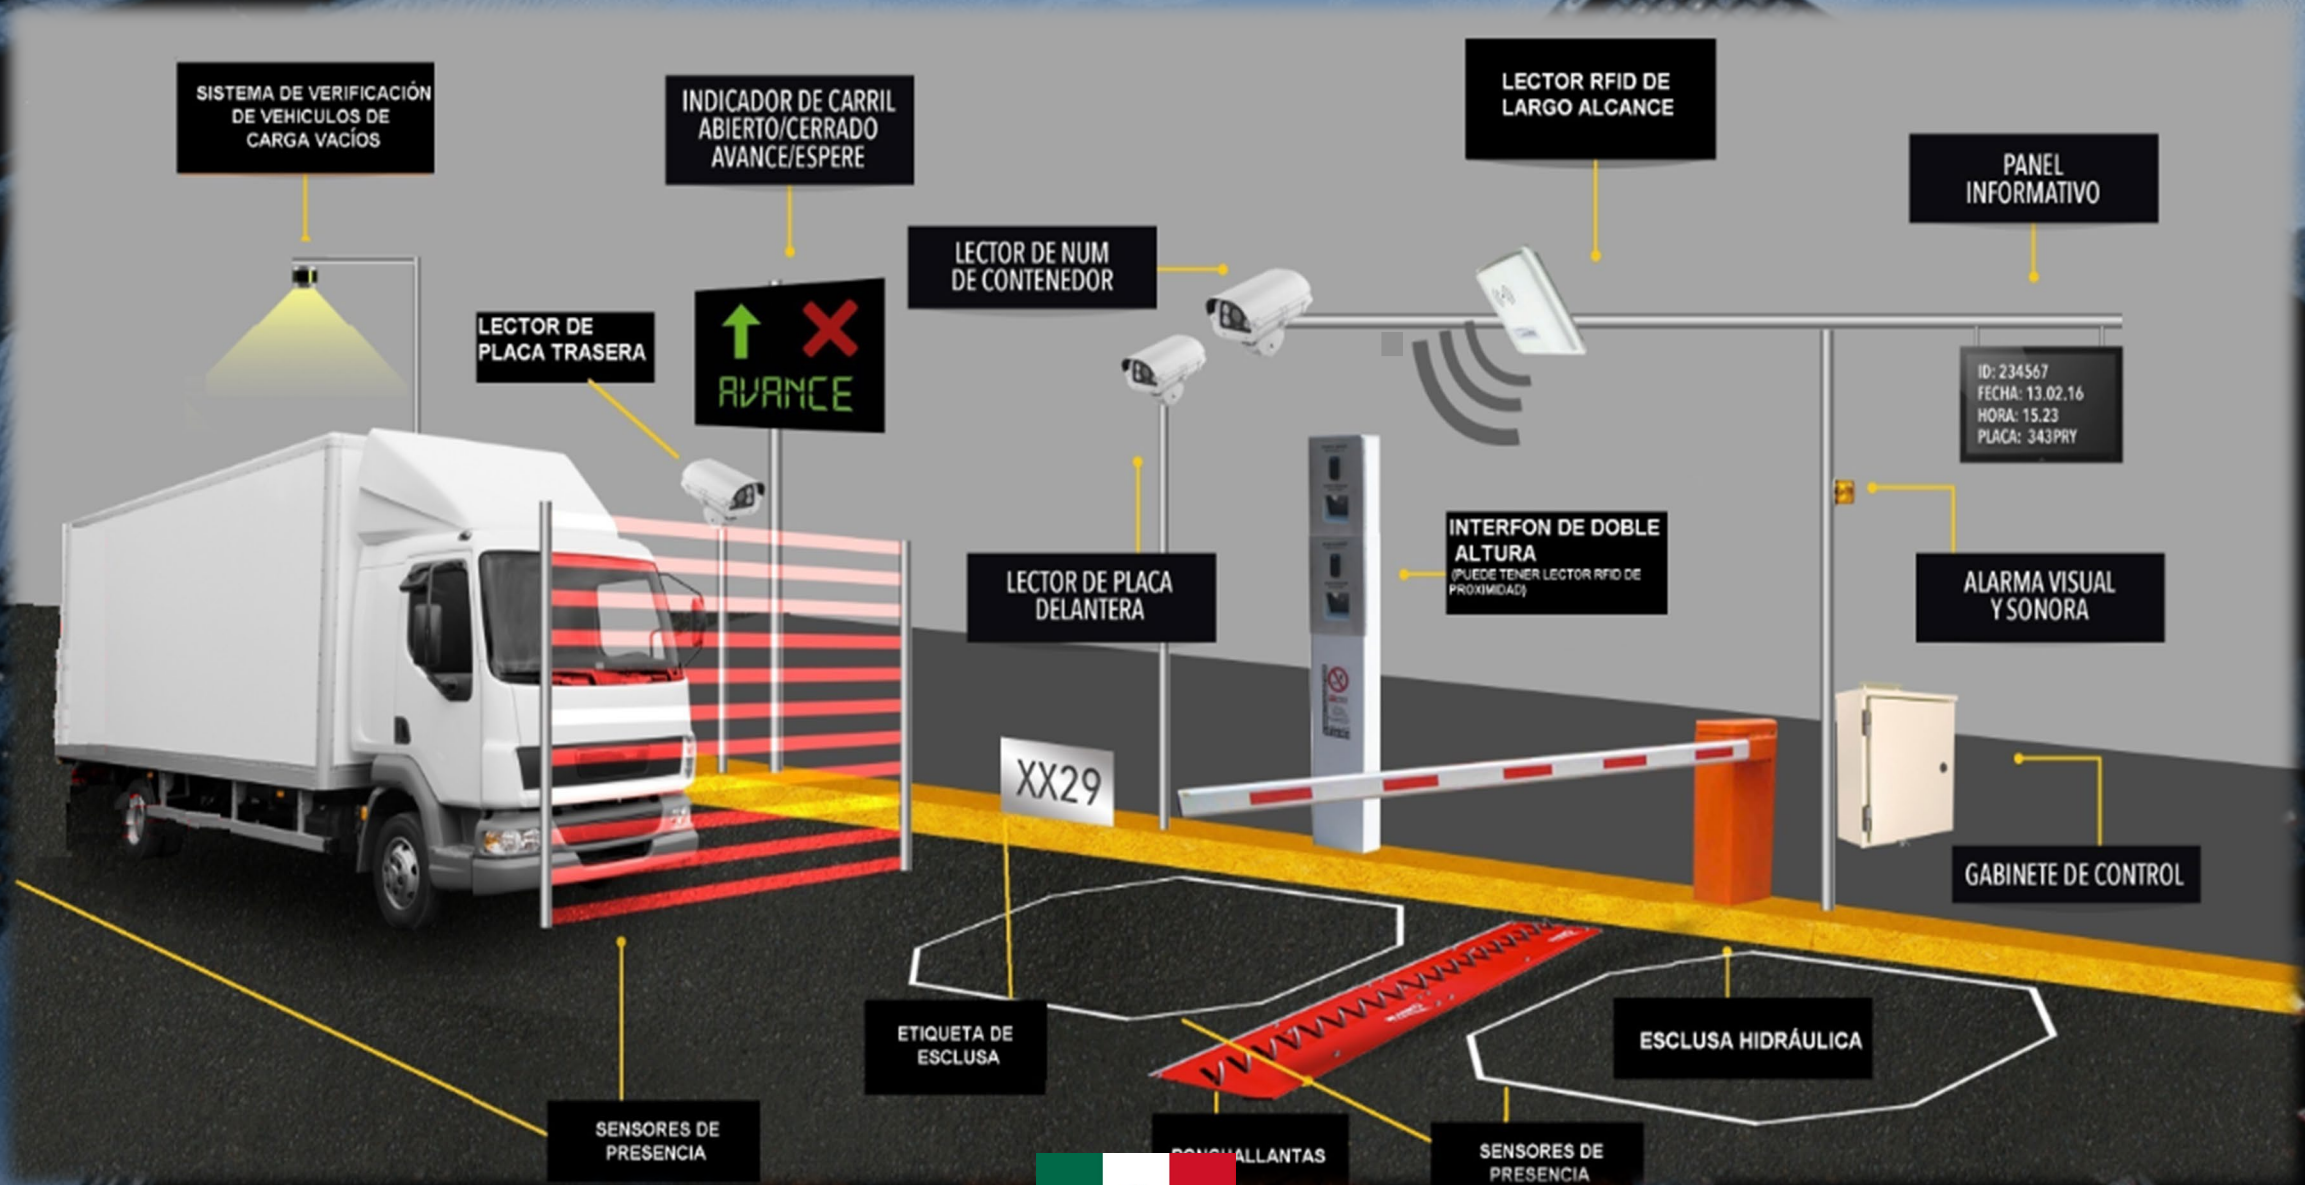 SISTEMA DE VERIFICACIÓN
DE VEHICULOS DE
CARGA VACÍOS
INDICADOR DE CARRIL
ABIERTO/CERRADO
AVANCE/ESPERE
LECTOR RFID DE
LARGO ALCANCE
PANEL
INFORMATIVO
LECTOR DE NUM
DE CONTENEDOR
LECTOR DE
PLACA TRASERA
AVANCE
ID: 234567
FECHA: 13.02.16
HORA: 15.23
PLACA: 343PRY
INTERFON DE DOBLE
ALTURA
(PUEDE TENER LECTOR RFID DE
PROXIMIDAD)
LECTOR DE PLACA
DELANTERA
ALARMA VISUAL
Y SONORA
XX29
GABINETE DE CONTROL
ETIQUETA DE
ESCLUSA
ESCLUSA HIDRÁULICA
SENSORES DE
PRESENCIA
SENSORES DE
PRESENCIA